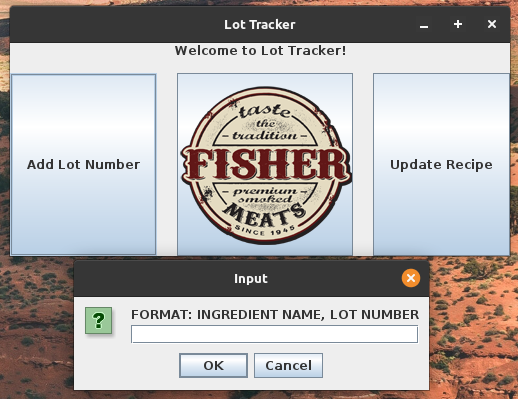 Lot Tracker
Welcome to Lot Tracker!
Add Lot Number
taste
the
tradition
FISHER
premium
smoked
MEATS
SINCE 1945
Update Recipe
Input
?
FORMAT: INGREDIENT NAME, LOT NUMBER
OK
Cancel